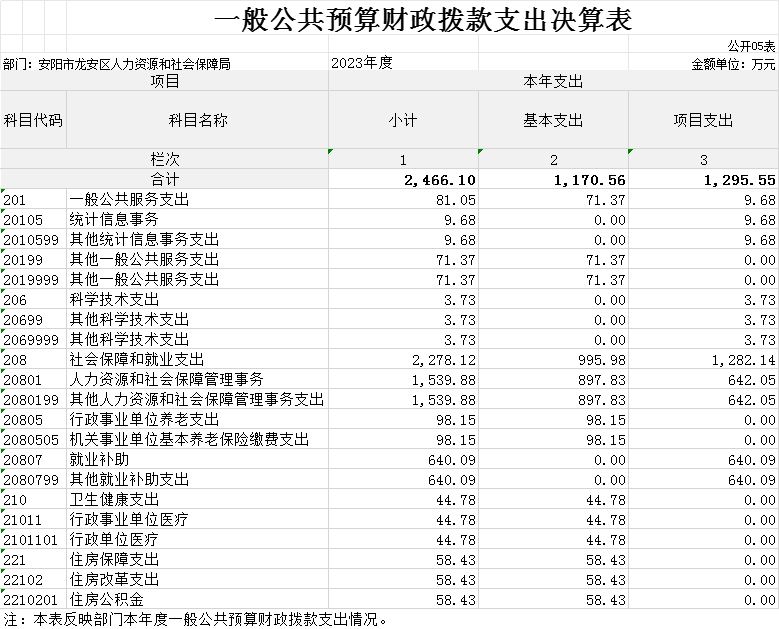 一般公共预算财政拨款支出决算表
公开05表
部门：安阳市龙安区人力资源和社会保障局 2023年度 金额单位：万元
项目 本年支出
科目代码 科目名称 小计 基本支出 项目支出
栏次 1 2 3
合计 2,466.10 1,170.56 1,295.55
201 一般公共服务支出 81.05 71.37 9.68
20105 统计信息事务 9.68 0.00 9.68
2010599 其他统计信息事务支出 9.68 0.00 9.68
20199 其他一般公共服务支出 71.37 71.37 0.00
2019999 其他一般公共服务支出 71.37 71.37 0.00
206 科学技术支出 3.73 0.00 3.73
20699 其他科学技术支出 3.73 0.00 3.73
2069999 其他科学技术支出 3.73 0.00 3.73
208 社会保障和就业支出 2,278.12 995.98 1,282.14
20801 人力资源和社会保障管理事务 1,539.88 897.83 642.05
2080199 其他人力资源和社会保障管理事务支出 1,539.88 897.83 642.05
20805 行政事业单位养老支出 98.15 98.15 0.00
2080505 机关事业单位基本养老保险缴费支出 98.15 98.15 0.00
20807 就业补助 640.09 0.00 640.09
2080799 其他就业补助支出 640.09 0.00 640.09
210 卫生健康支出 44.78 44.78 0.00
21011 行政事业单位医疗 44.78 44.78 0.00
2101101 行政单位医疗 44.78 44.78 0.00
221 住房保障支出 58.43 58.43 0.00
22102 住房改革支出 58.43 58.43 0.00
2210201 住房公积金 58.43 58.43 0.00
注：本表反映部门本年度一般公共预算财政拨款支出情况。